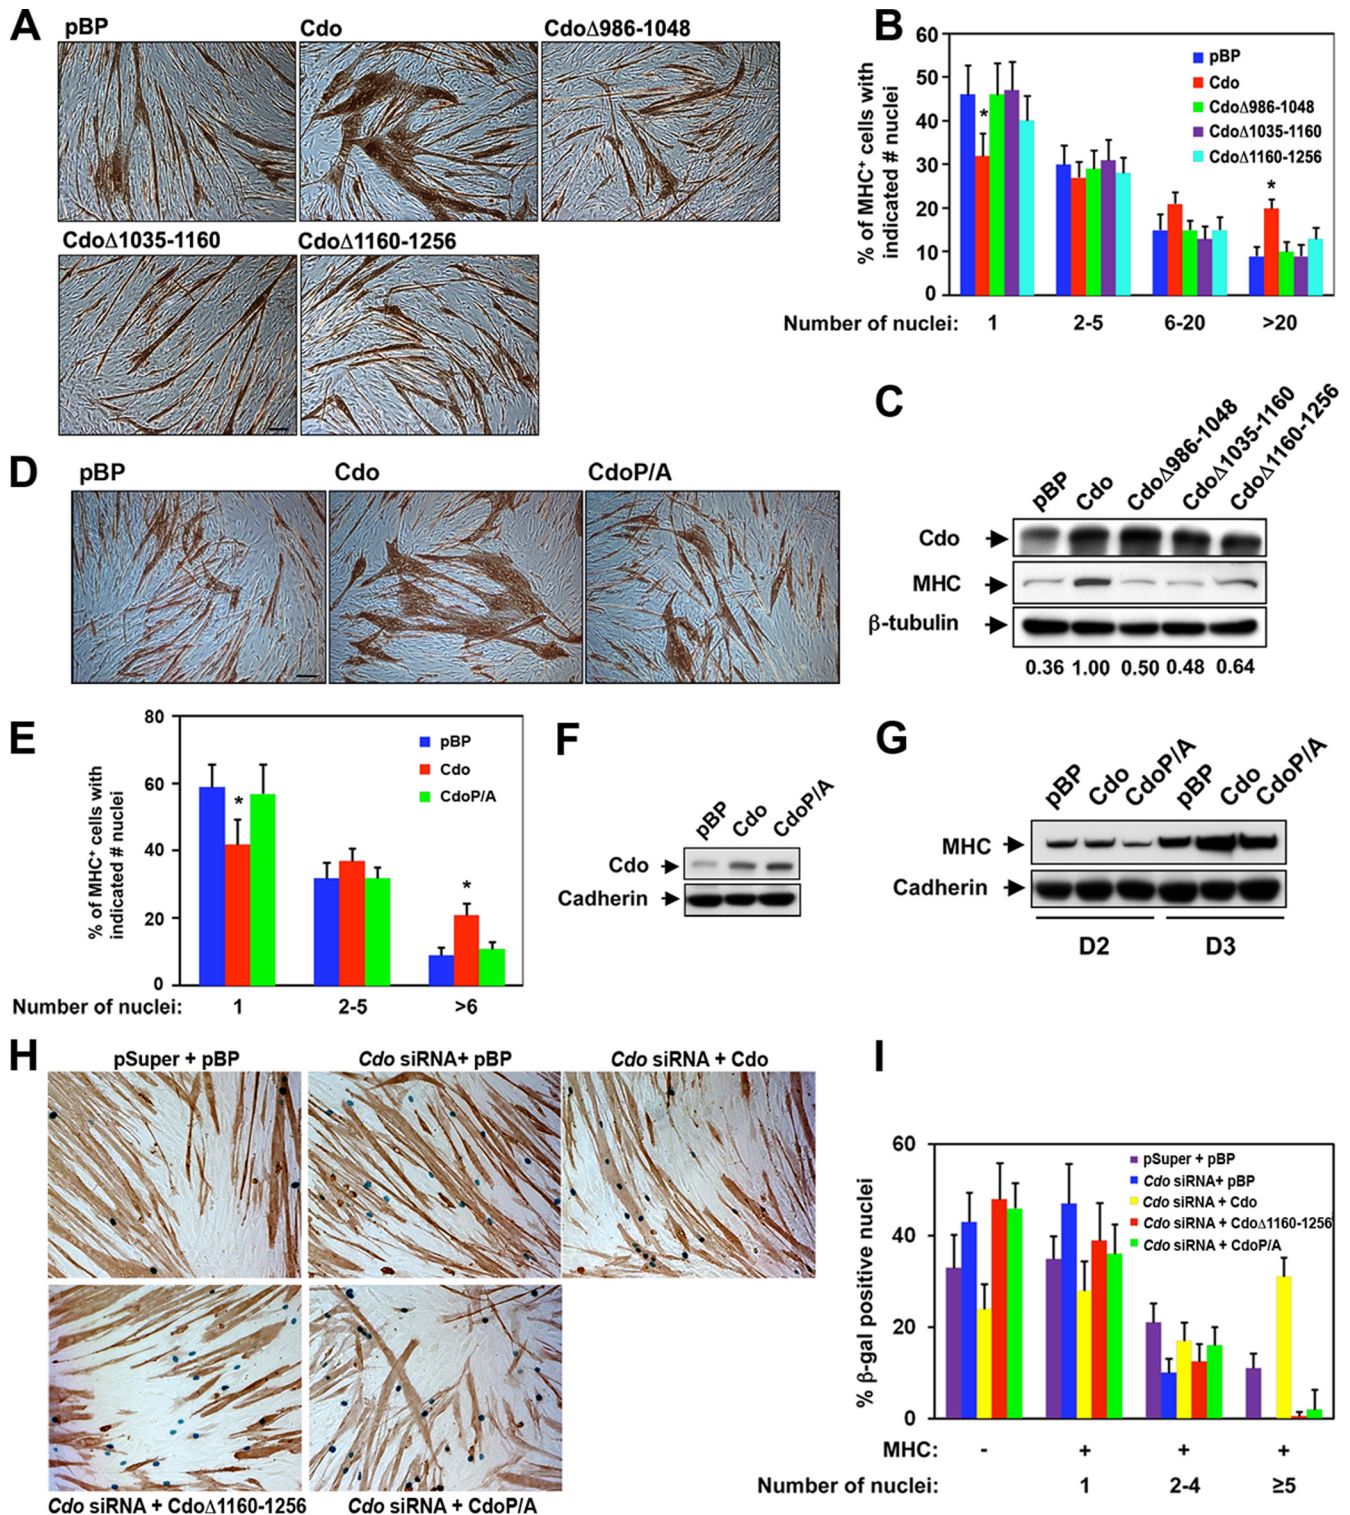 A
pBP
Cdo
CdoΔ986-1048
CdoΔ1035-1160
CdoΔ1160-1256
B
% of MHC⁺ cells with
indicated # nuclei
60
50
40
30
20
10
0
*
*
pBP
Cdo
CdoΔ986-1048
CdoΔ1035-1160
CdoΔ1160-1256
Number of nuclei: 1 2-5 6-20 >20
C
pBP
Cdo
CdoΔ986-1048
CdoΔ1035-1160
CdoΔ1160-1256
Cdo
MHC
β-tubulin
0.36 1.00 0.50 0.48 0.64
D
pBP
Cdo
CdoP/A
E
% of MHC⁺ cells with
indicated # nuclei
80
60
40
20
0
*
*
pBP
Cdo
CdoP/A
Number of nuclei: 1 2-5 >6
F
pBP
Cdo
CdoP/A
Cdo
Cadherin
G
pBP
Cdo
CdoP/A
pBP
Cdo
CdoP/A
MHC
Cadherin
D2 D3
H
pSuper + pBP
Cdo siRNA+ pBP
Cdo siRNA + Cdo
Cdo siRNA + CdoΔ1160-1256
Cdo siRNA + CdoP/A
I
% β-gal positive nuclei
60
40
20
0
pSuper + pBP
Cdo siRNA+ pBP
Cdo siRNA + Cdo
Cdo siRNA + CdoΔ1160-1256
Cdo siRNA + CdoP/A
MHC: - + + +
Number of nuclei: 1 2-4 ≥5